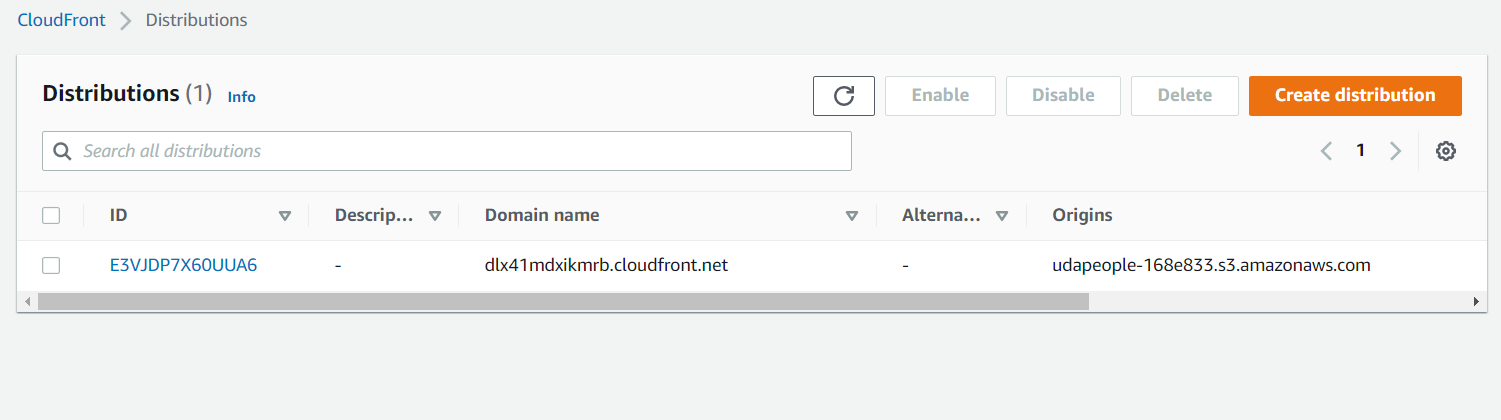 CloudFront > Distributions
Distributions (1) Info Enable Disable Delete Create distribution
Search all distributions 1
ID Descrip... Domain name Alterna... Origins
E3VJDP7X60UUA6 - dlx41mdxikmrb.cloudfront.net - udapeople-168e833.s3.amazonaws.com